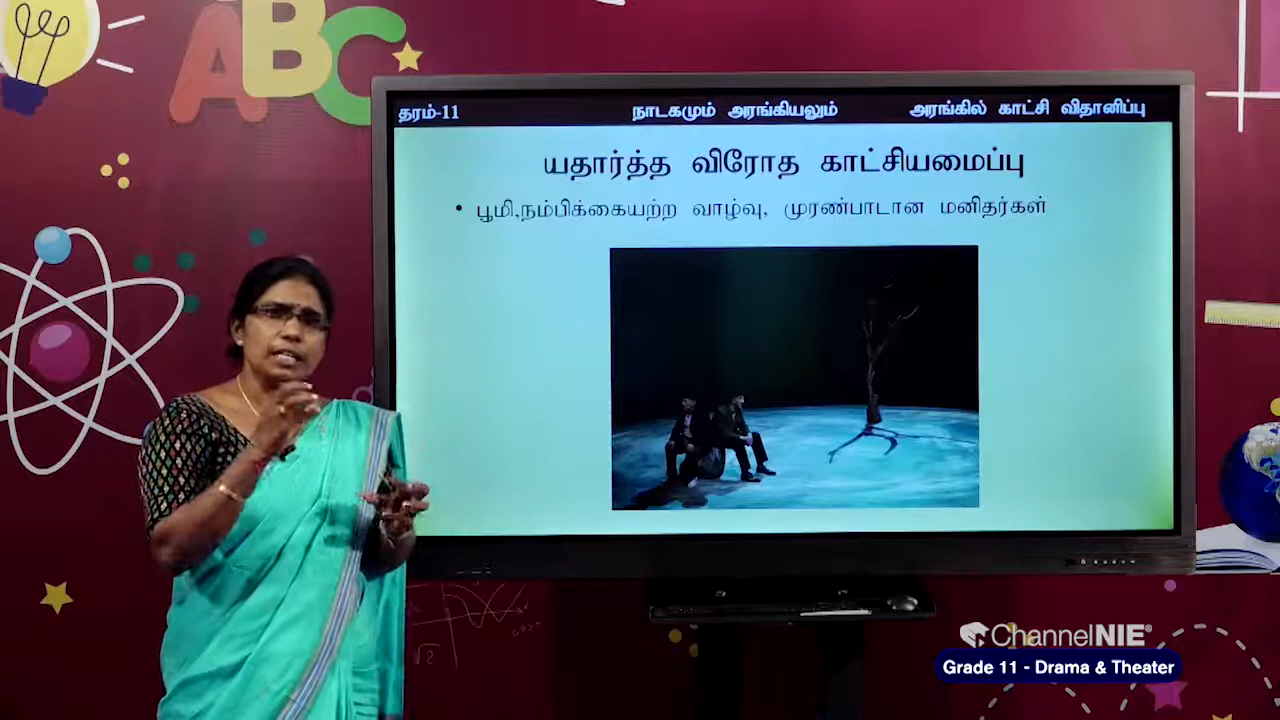 ABC
தரம்-11 நாடகமும் அரங்கியலும் அரங்கில் காட்சி விதானிப்பு
யதார்த்த விரோத காட்சியமைப்பு
• பூமி,நம்பிக்கையற்ற வாழ்வு, முரண்பாடான மனிதர்கள்
ChannelNIE®
Grade 11 - Drama & Theater